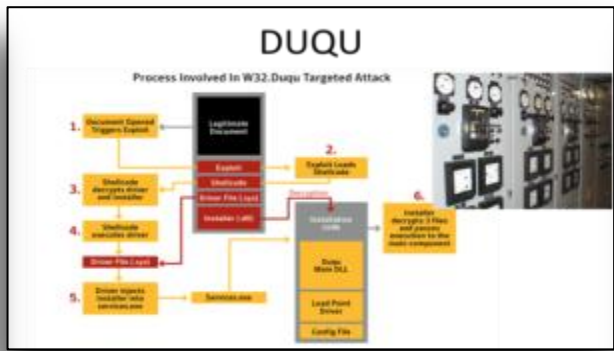 DUQU
Process Involved In W32.Duqu Targeted Attack
1.
Document Opened
Triggers Exploit
Legitimate
Document
Exploit
Shellcode
Driver File (.sys)
Installer (.dll)
2.
Exploit Loads
Shellcode
3.
Shellcode
decrypts driver
and installer
4.
Shellcode
executes driver
Driver File (.sys)
5.
Driver injects
installer into
services.exe
Services.exe
Decryption
Installation
code
Duqu
Main DLL
Load Point
Driver
Config File
6.
Installer
decrypts 3 files
and passes
execution to the
main component